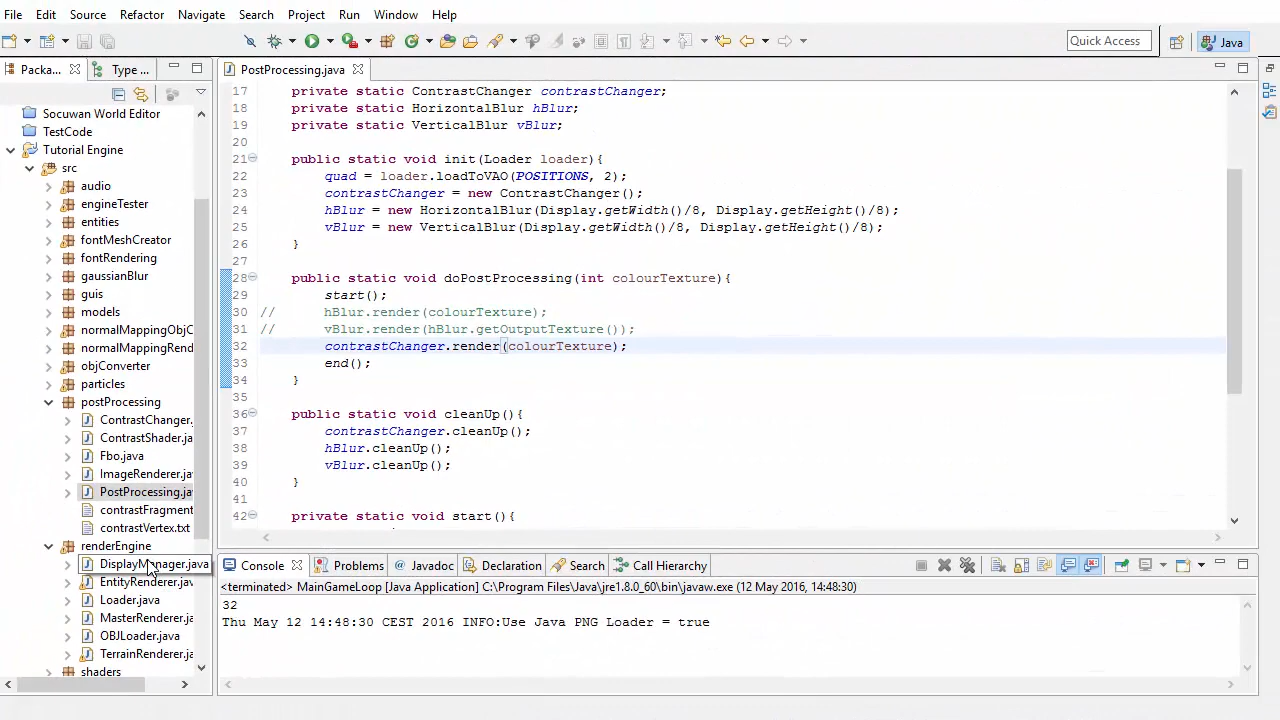 File Edit Source Refactor Navigate Search Project Run Window Help
Quick Access
Java
Packa...
Type ...
PostProcessing.java
Socuwan World Editor
TestCode
Tutorial Engine
src
audio
engineTester
entities
fontMeshCreator
fontRendering
gaussianBlur
guis
models
normalMappingObjC
normalMappingRend
objConverter
particles
postProcessing
ContrastChanger.
ContrastShader.ja
Fbo.java
ImageRenderer.jav
PostProcessing.jav
contrastFragment
contrastVertex.txt
renderEngine
DisplayManager.java
EntityRenderer.jav
Loader.java
MasterRenderer.ja
OBJLoader.java
TerrainRenderer.ja
shaders
17 private static ContrastChanger contrastChanger;
18 private static HorizontalBlur hBlur;
19 private static VerticalBlur vBlur;
20
21 public static void init(Loader loader){
22 quad = loader.loadToVAO(POSITIONS, 2);
23 contrastChanger = new ContrastChanger();
24 hBlur = new HorizontalBlur(Display.getWidth()/8, Display.getHeight()/8);
25 vBlur = new VerticalBlur(Display.getWidth()/8, Display.getHeight()/8);
26 }
27
28 public static void doPostProcessing(int colourTexture){
29 start();
30 // hBlur.render(colourTexture);
31 // vBlur.render(hBlur.getOutputTexture());
32 contrastChanger.render(colourTexture);
33 end();
34 }
35
36 public static void cleanUp(){
37 contrastChanger.cleanUp();
38 hBlur.cleanUp();
39 vBlur.cleanUp();
40 }
41
42 private static void start(){
Console Problems @ Javadoc Declaration Search Call Hierarchy
<terminated> MainGameLoop [Java Application] C:\Program Files\Java\jre1.8.0_60\bin\javaw.exe (12 May 2016, 14:48:30)
32
Thu May 12 14:48:30 CEST 2016 INFO:Use Java PNG Loader = true